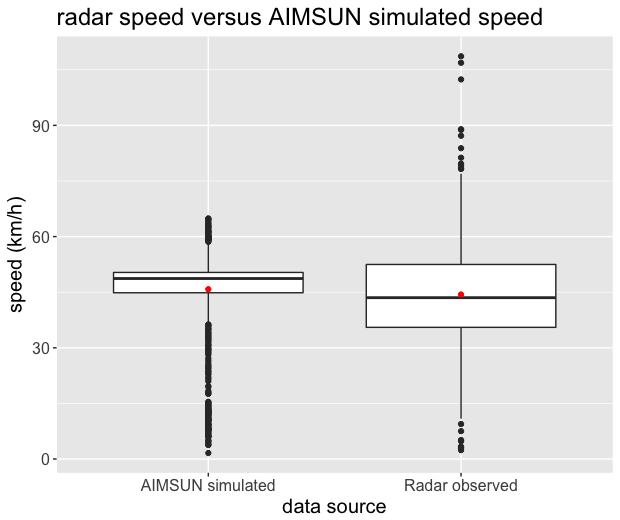 radar speed versus AIMSUN simulated speed
speed (km/h)
90
60
30
0
AIMSUN simulated
Radar observed
data source